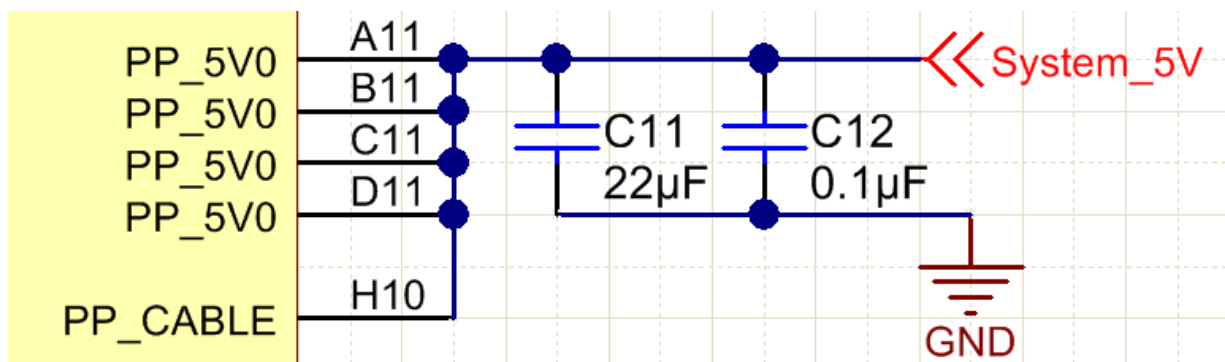 PP_5V0 A11
PP_5V0 B11
PP_5V0 C11
PP_5V0 D11
PP_CABLE H10
C11
22µF
C12
0.1µF
System_5V
GND